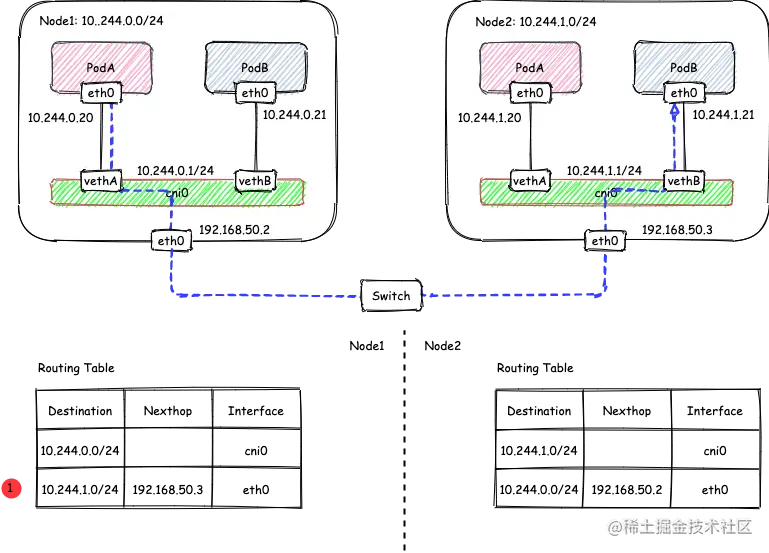 Node1: 10..244.0.0/24
Node2: 10.244.1.0/24
PodA
PodB
PodA
PodB
eth0
eth0
eth0
eth0
10.244.0.20
10.244.0.21
10.244.1.20
10.244.1.21
10.244.0.1/24
10.244.1.1/24
vethA
cni0
vethB
vethA
cni0
vethB
192.168.50.2
192.168.50.3
eth0
eth0
Switch
Node1
Node2
Routing Table
Routing Table
Destination Nexthop Interface
10.244.0.0/24 cni0
1 10.244.1.0/24 192.168.50.3 eth0
Destination Nexthop Interface
10.244.1.0/24 cni0
10.244.0.0/24 192.168.50.2 eth0
@稀土掘金技术社区